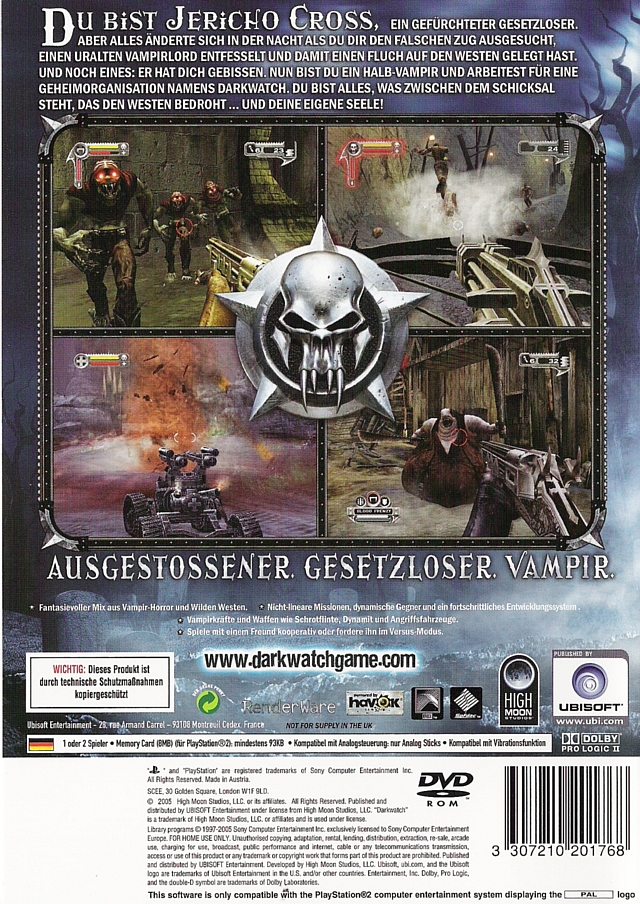 DU BIST JERICHO CROSS, EIN GEFÜRCHTETER GESETZLOSER.
ABER ALLES ÄNDERTE SICH IN DER NACHT ALS DU DIR DEN FALSCHEN ZUG AUSGESUCHT,
EINEN URALTEN VAMPIRLORD ENTFESSELT UND DAMIT EINEN FLUCH AUF DEN WESTEN GELEGT HAST.
UND NOCH EINES: ER HAT DICH GEBISSEN. NUN BIST DU EIN HALB-VAMPIR UND ARBEITEST FÜR EINE
GEHEIMORGANISATION NAMENS DARKWATCH. DU BIST ALLES, WAS ZWISCHEN DEM SCHICKSAL
STEHT, DAS DEN WESTEN BEDROHT ... UND DEINE EIGENE SEELE!
6 23
24
6 32
BLOOD FRENZY
AUSGESTOSSENER. GESETZLOSER. VAMPIR.
Fantasievoller Mix aus Vampir-Horror und Wilden Westen. Nicht-lineare Missionen, dynamische Gegner und ein fortschrittliches Entwicklungssystem.
Vampirkräfte und Waffen wie Schrotflinte, Dynamit und Angriffsfahrzeuge.
Spiele mit einem Freund kooperativ oder fordere ihn im Versus-Modus.
www.darkwatchgame.com
WICHTIG: Dieses Produkt ist
durch technische Schutzmaßnahmen
kopiergeschützt
DER GRÜNE PUNKT
RenderWare
powered by
havok
HIGH
MOON
STUDIOS
PUBLISHED BY
UBISOFT
www.ubi.com
Ubisoft Entertainment - 28, rue Armand Carrel - 93108 Montreuil Cedex, France
NOT FOR SUPPLY IN THE UK
1 oder 2 Spieler • Memory Card (8MB) (für PlayStation®2): mindestens 93KB • Kompatibel mit Analogsteuerung: nur Analog Sticks • Kompatibel mit Vibrationsfunktion
DOLBY
PRO LOGIC II
" " and "PlayStation" are registered trademarks of Sony Computer Entertainment Inc.
All Rights Reserved. Made in Austria.
SCEE, 30 Golden Square, London W1F 9LD.
© 2005 High Moon Studios, LLC. or its affiliates. All Rights Reserved. Published and
distributed by UBISOFT Entertainment under license from High Moon Studios, LLC. "Darkwatch"
is a trademark of High Moon Studios, LLC. or affiliates and is used under license.
Library programs © 1997-2005 Sony Computer Entertainment Inc. exclusively licensed to Sony Computer Entertainment
Europe. FOR HOME USE ONLY. Unauthorised copying, adaptation, rental, lending, distribution, extraction, re-sale, arcade
use, charging for use, broadcast, public performance and internet, cable or any telecommunications transmission,
access or use of this product or any trademark or copyright work that forms part of this product are prohibited. Published
and distributed by UBISOFT Entertainment. Developed by High Moon Studios, LLC. Ubisoft, ubi.com, and the Ubisoft
logo are trademarks of Ubisoft Entertainment in the U.S. and/or other countries. Entertainment, Inc. Dolby, Pro Logic,
and the double-D symbol are trademarks of Dolby Laboratories.
DVD
ROM
3 307210 201768
This software is only compatible with the PlayStation®2 computer entertainment system displaying the PAL logo